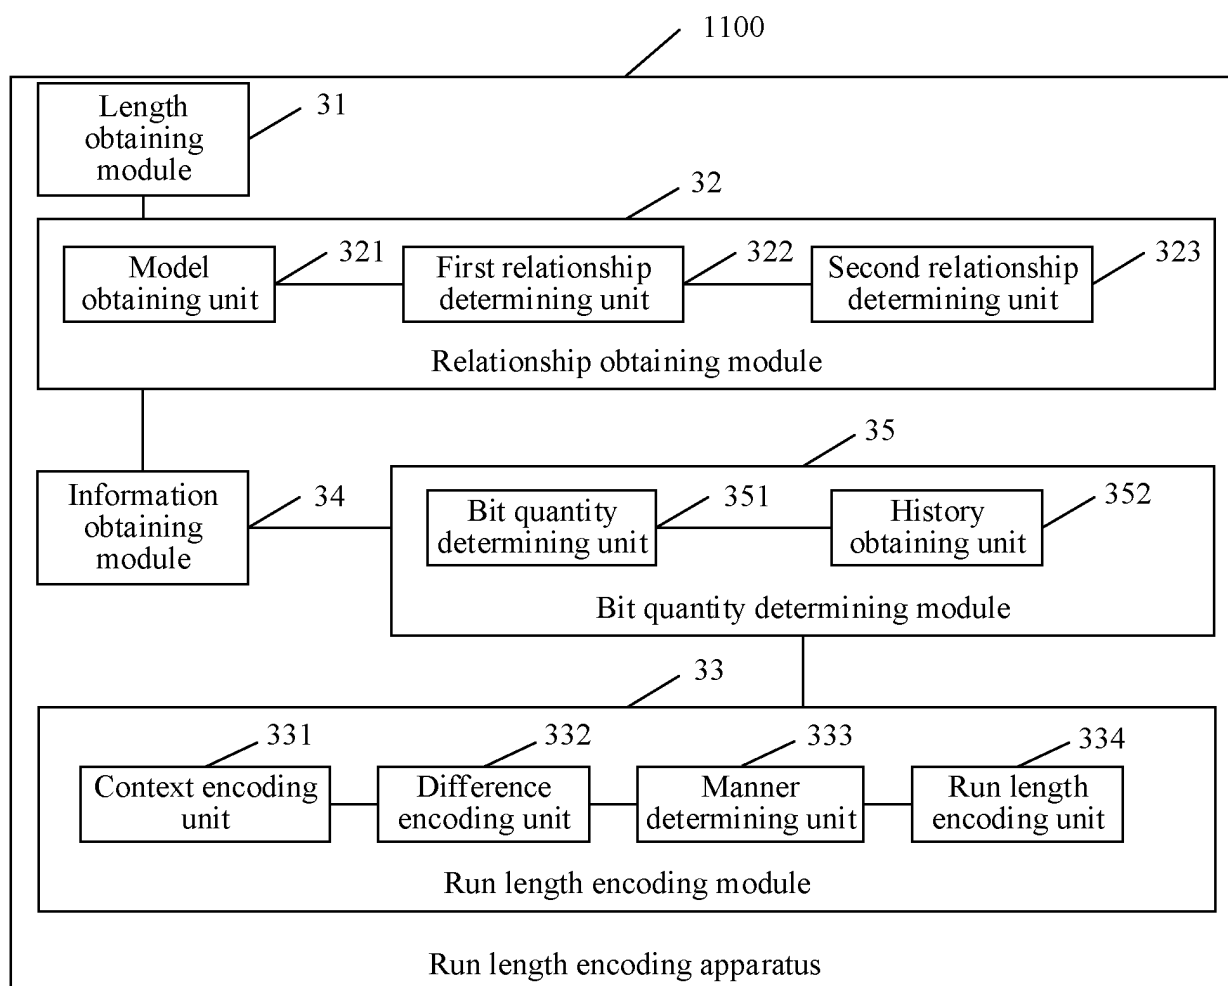 1100
Length
obtaining
module
31
32
Model
obtaining unit
321
First relationship
determining unit
322
Second relationship
determining unit
323
Relationship obtaining module
Information
obtaining
module
34
35
Bit quantity
determining unit
351
History
obtaining unit
352
Bit quantity determining module
33
331
Context encoding
unit
332
Difference
encoding unit
333
Manner
determining unit
334
Run length
encoding unit
Run length encoding module
Run length encoding apparatus